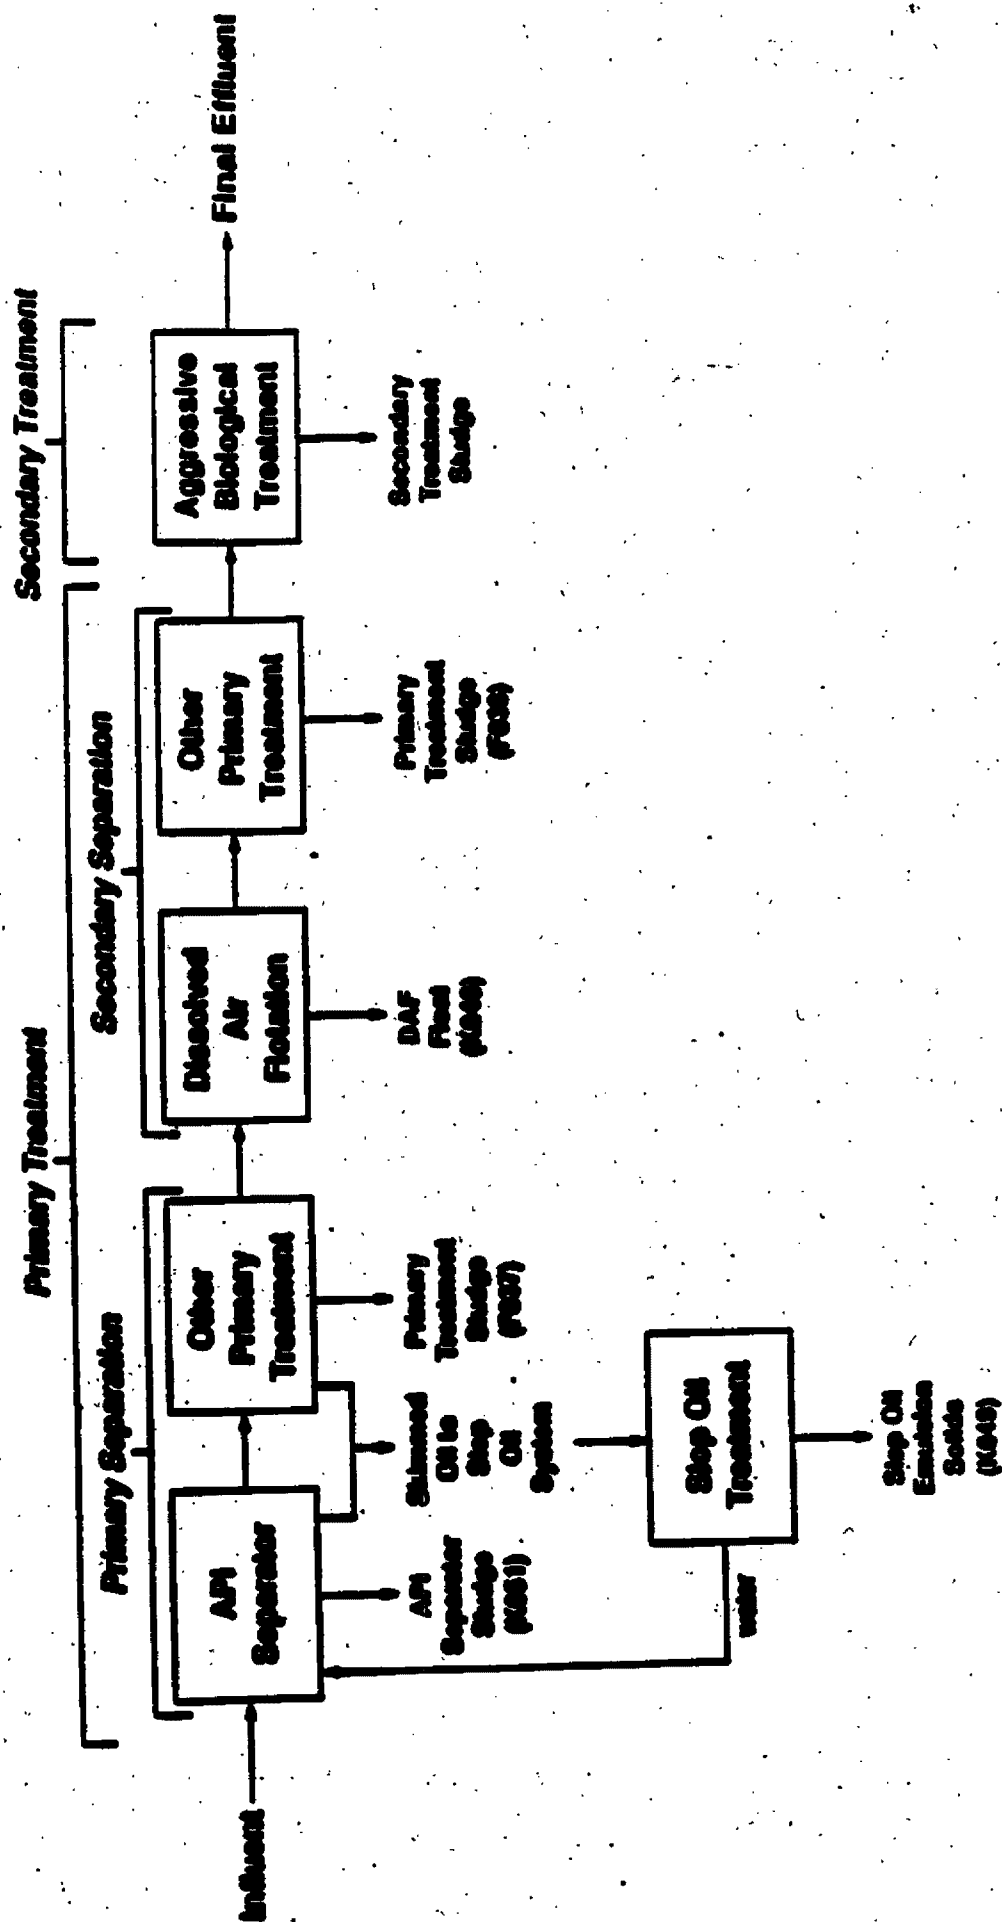 Primary Treatment
Secondary Treatment
Primary Separation
Secondary Separation
Influent
API
Separator
Other
Primary
Treatment
Dissolved
Air
Flotation
Other
Primary
Treatment
Aggressive
Biological
Treatment
Final Effluent
API
Separator
Sludge
(K051)
Skimmed
Oil to
Slop
Oil
System
Primary
Treatment
Sludge
(F037)
DAF
Float
(K048)
Primary
Treatment
Sludge
(F038)
Secondary
Treatment
Sludge
water
Slop Oil
Treatment
Slop Oil
Emulsion
Solids
(K049)